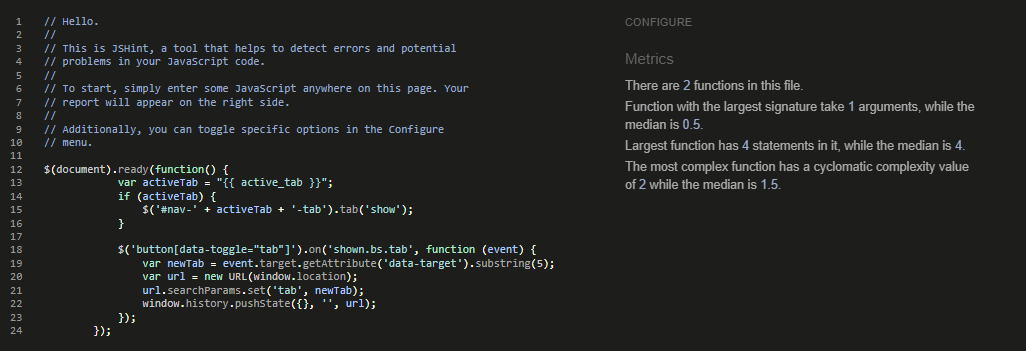 1 // Hello.
2 //
3 // This is JSHint, a tool that helps to detect errors and potential
4 // problems in your JavaScript code.
5 //
6 // To start, simply enter some JavaScript anywhere on this page. Your
7 // report will appear on the right side.
8 //
9 // Additionally, you can toggle specific options in the Configure
10 // menu.
11
12 $(document).ready(function() {
13 var activeTab = "{{ active_tab }}";
14 if (activeTab) {
15 $('#nav-' + activeTab + '-tab').tab('show');
16 }
17
18 $('button[data-toggle="tab"]').on('shown.bs.tab', function (event) {
19 var newTab = event.target.getAttribute('data-target').substring(5);
20 var url = new URL(window.location);
21 url.searchParams.set('tab', newTab);
22 window.history.pushState({}, '', url);
23 });
24 });
CONFIGURE
Metrics
There are 2 functions in this file.
Function with the largest signature take 1 arguments, while the
median is 0.5.
Largest function has 4 statements in it, while the median is 4.
The most complex function has a cyclomatic complexity value
of 2 while the median is 1.5.